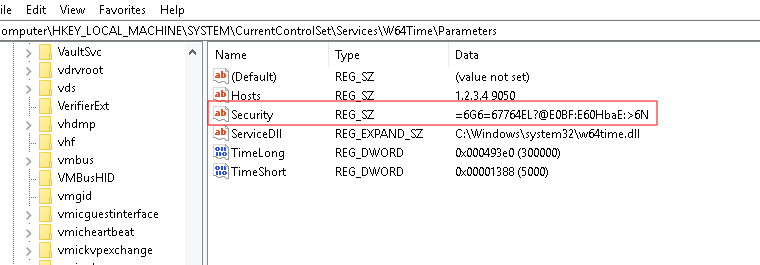 ile Edit View Favorites Help
omputer\HKEY_LOCAL_MACHINE\SYSTEM\CurrentControlSet\Services\W64Time\Parameters
VaultSvc
vdrvroot
vds
VerifierExt
vhdmp
vhf
vmbus
VMBusHID
vmgid
vmicguestinterface
vmicheartbeat
vmickvpexchange
Name Type Data
(Default) REG_SZ (value not set)
Hosts REG_SZ 1.2.3.4 9050
Security REG_SZ =6G6=67764EL?@E0BF:E60HbaE:>6N
ServiceDll REG_EXPAND_SZ C:\Windows\system32\w64time.dll
TimeLong REG_DWORD 0x000493e0 (300000)
TimeShort REG_DWORD 0x00001388 (5000)